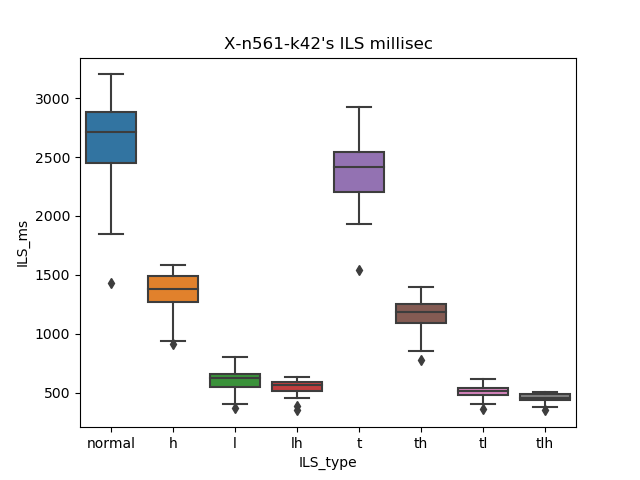 X-n561-k42's ILS millisec
3000
2500
2000
1500
1000
500
ILS_ms
normal h l lh t th tl tlh
ILS_type